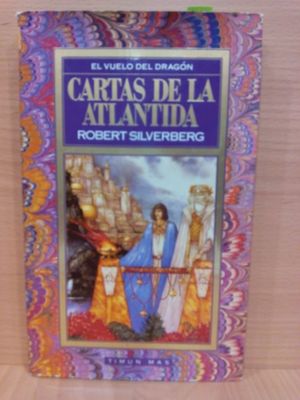 EL VUELO DEL DRAGÓN
CARTAS DE LA
ATLANTIDA
ROBERT SILVERBERG
TIMUN MAS